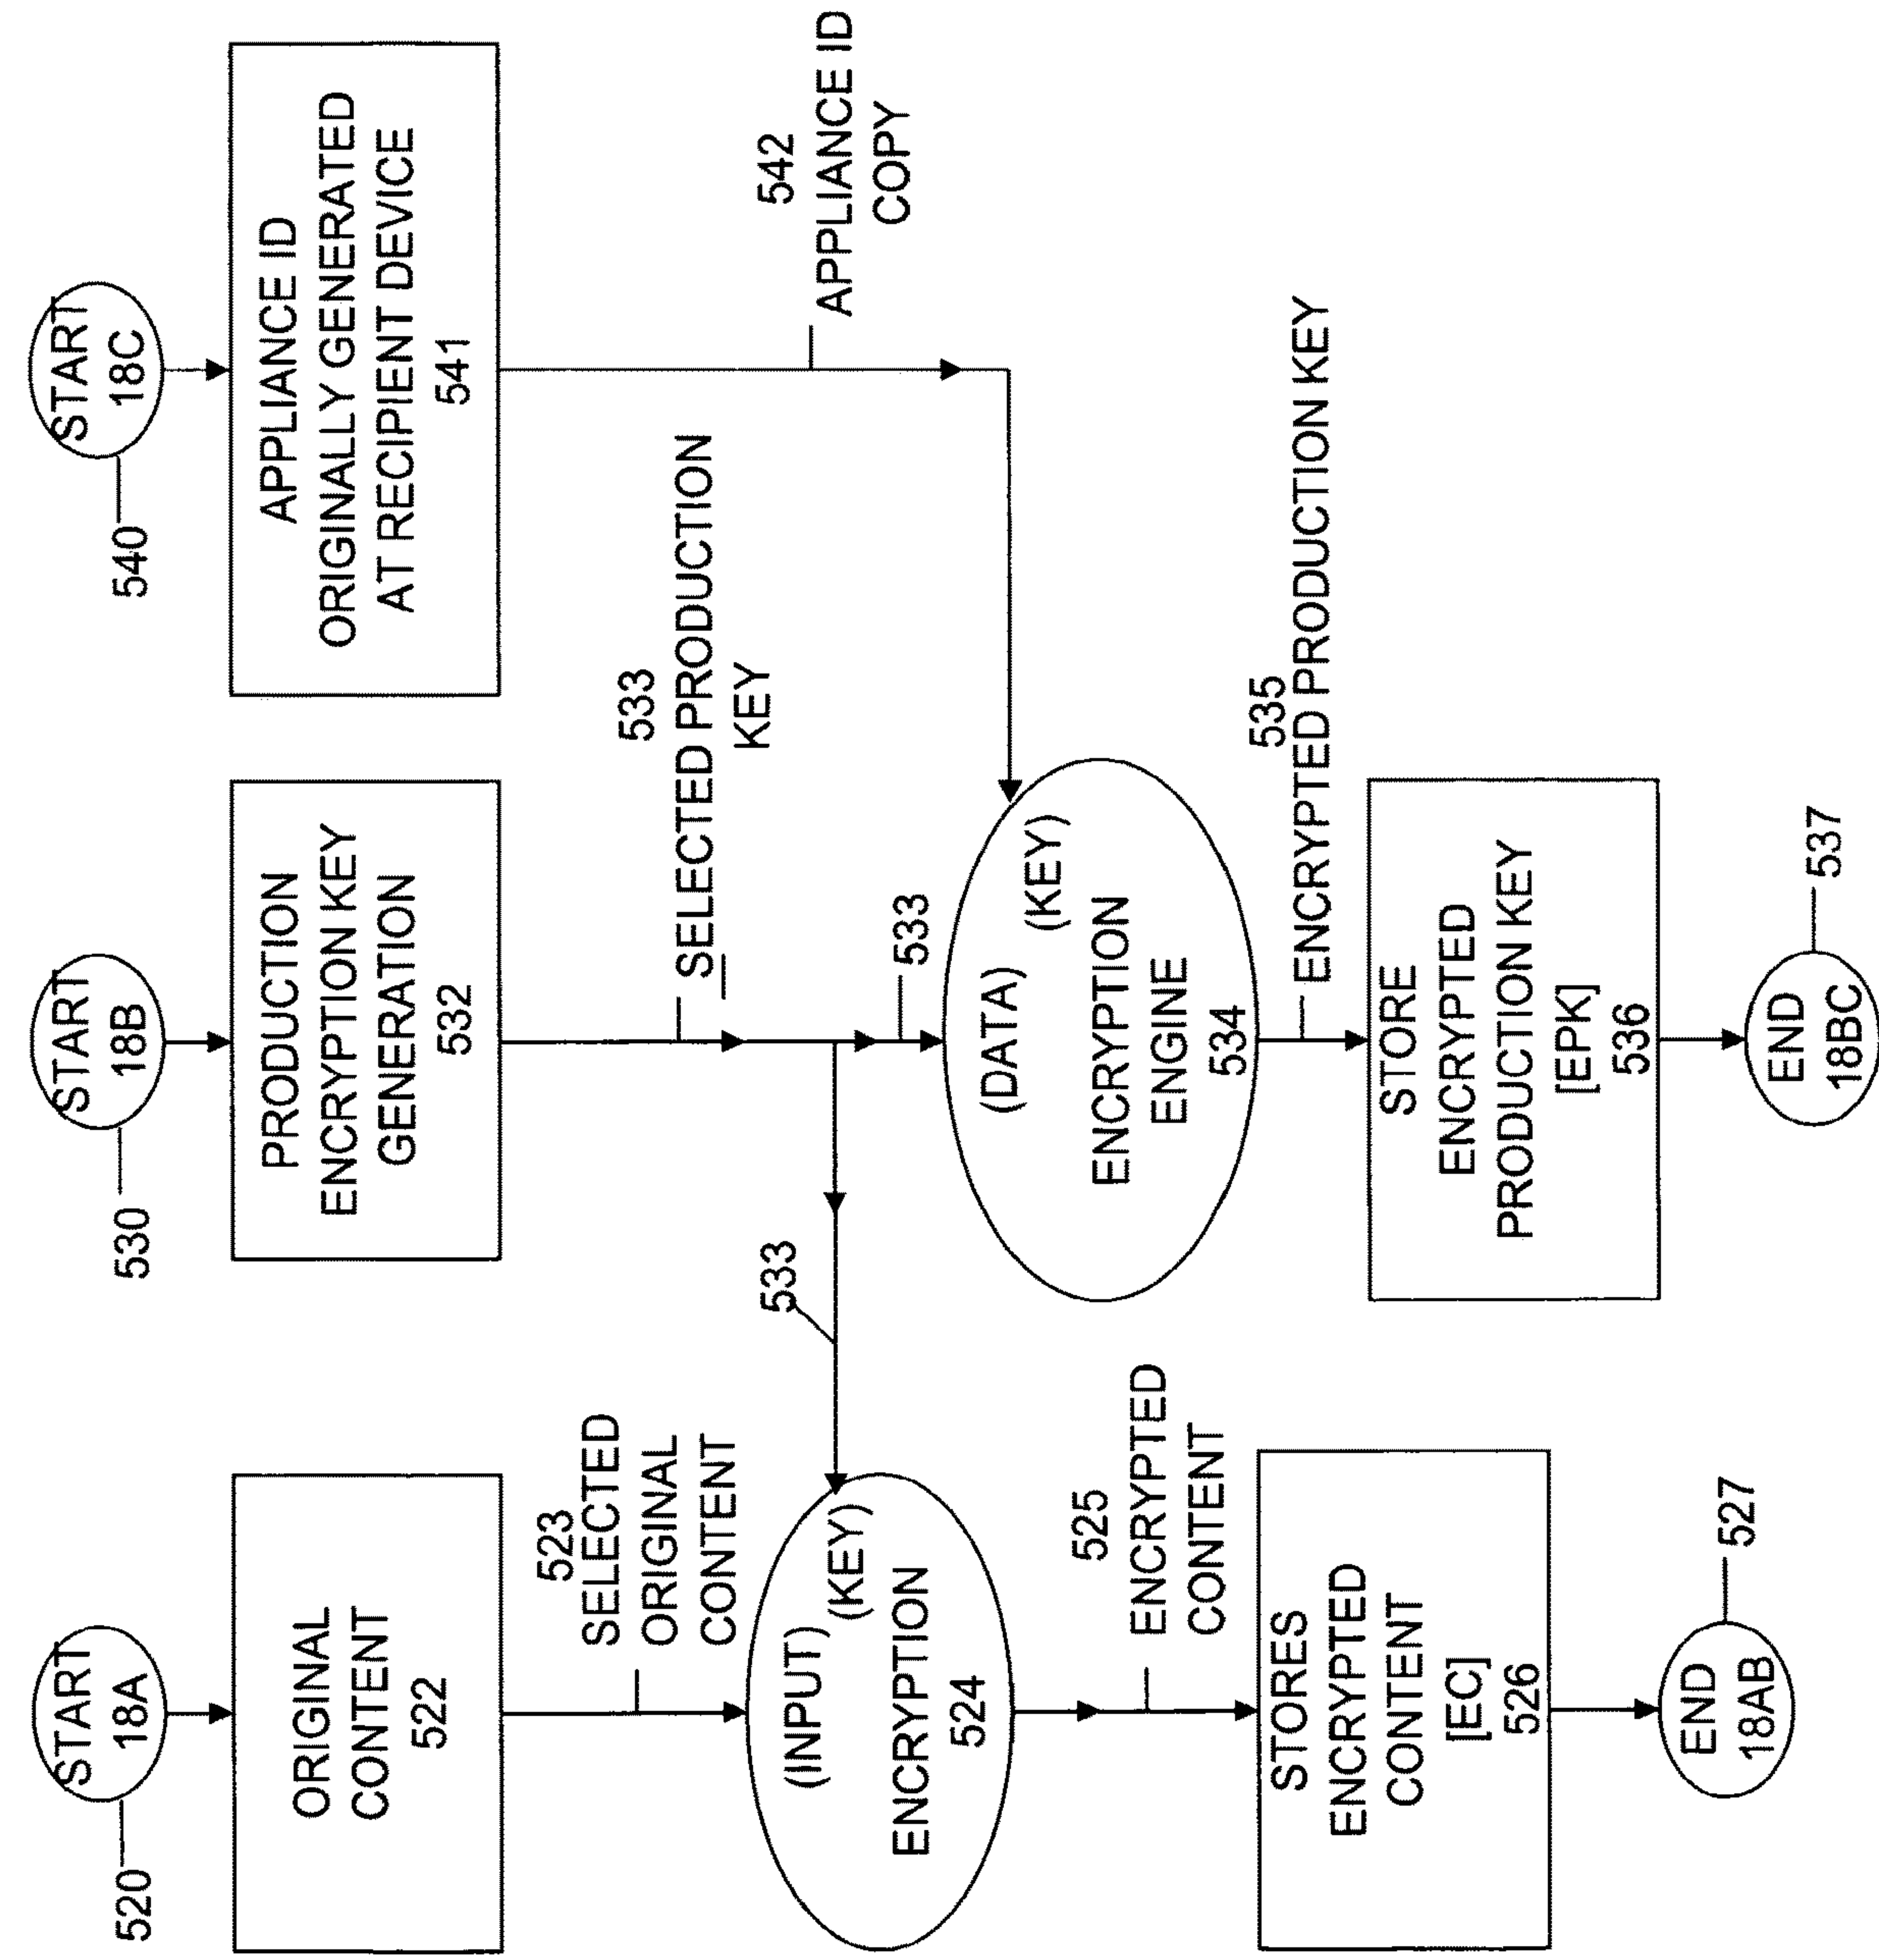 START
18A
520
ORIGINAL
CONTENT
522
523
SELECTED
ORIGINAL
CONTENT
(INPUT)
(KEY)
ENCRYPTION
524
525
ENCRYPTED
CONTENT
STORES
ENCRYPTED
CONTENT
[EC]
526
END
18AB
527
START
18B
530
PRODUCTION
ENCRYPTION KEY
GENERATION
532
533
SELECTED PRODUCTION
KEY
533
533
(DATA)
(KEY)
ENCRYPTION
ENGINE
534
535
ENCRYPTED PRODUCTION KEY
STORE
ENCRYPTED
PRODUCTION KEY
[EPK]
536
END
18BC
537
START
18C
540
APPLIANCE ID
ORIGINALLY GENERATED
AT RECIPIENT DEVICE
541
542
APPLIANCE ID
COPY